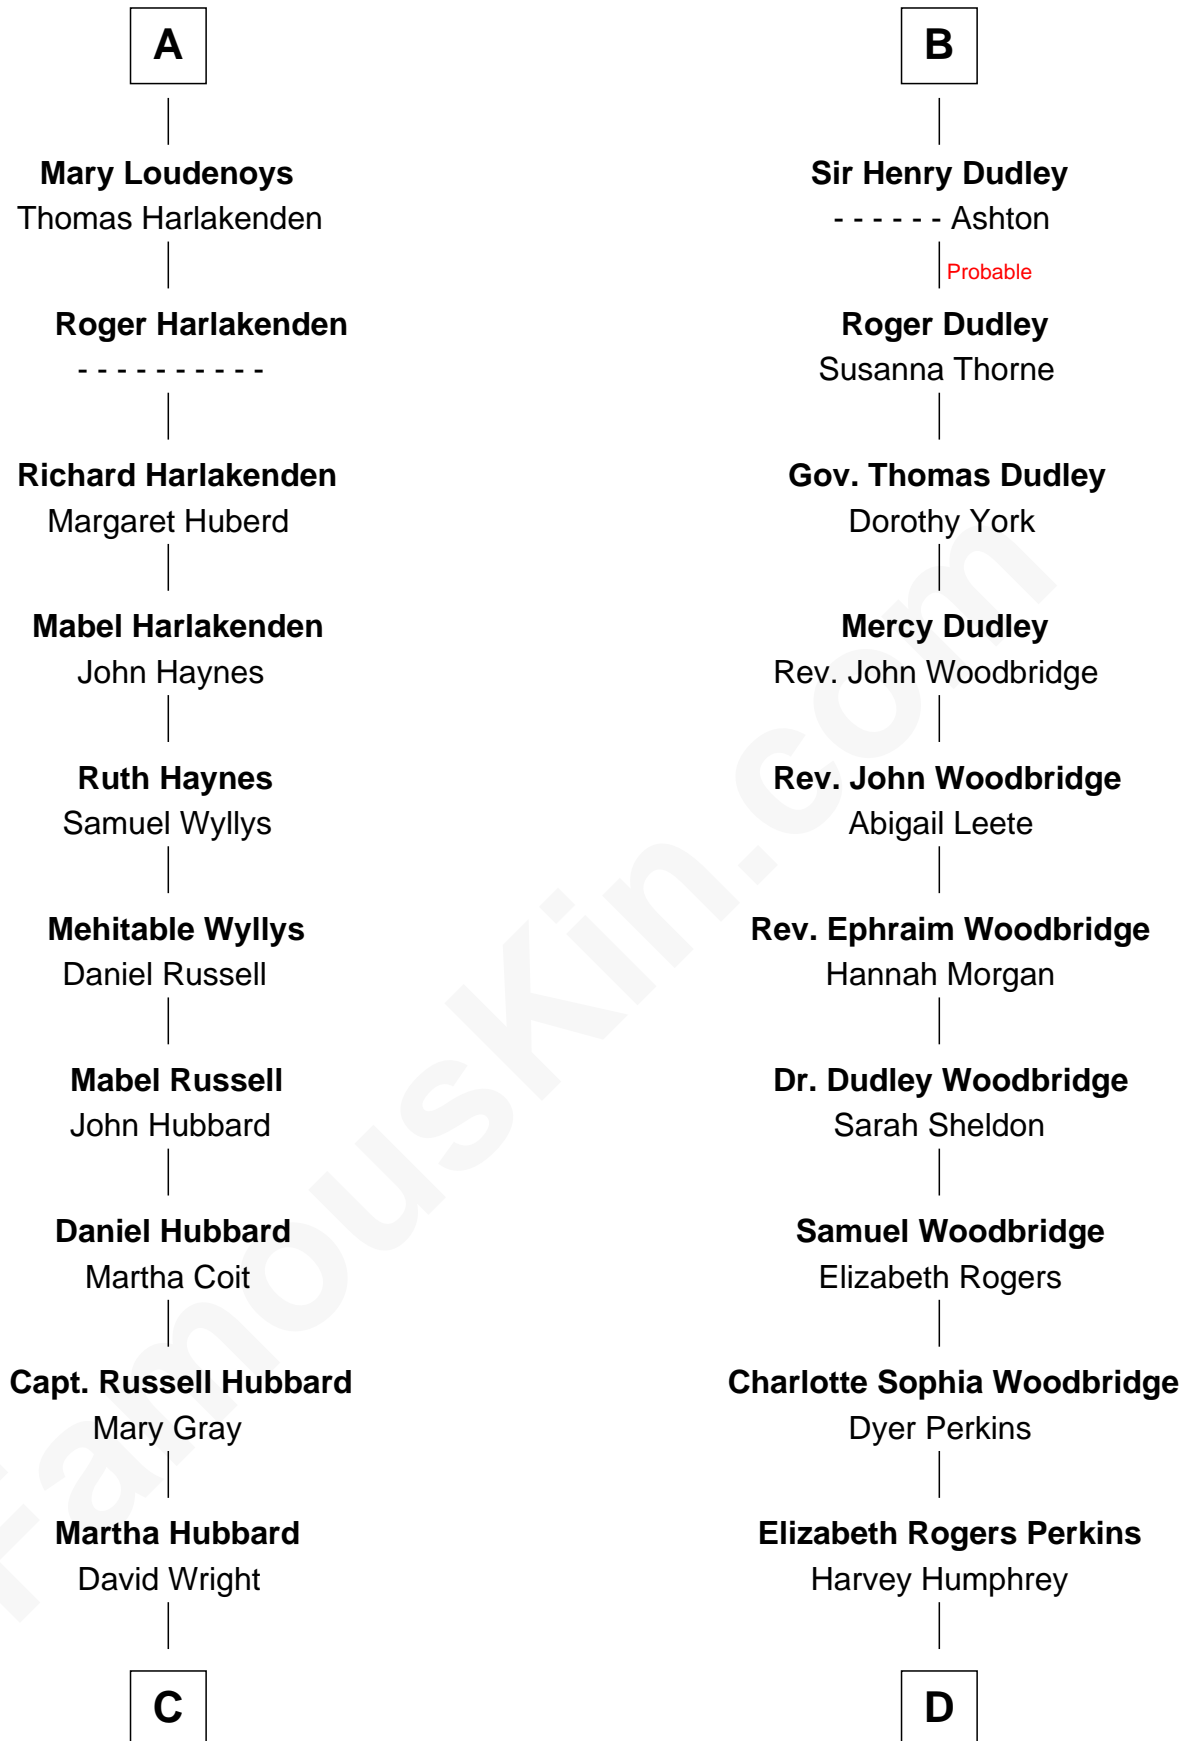 A
Mary Loudenoys
Thomas Harlakenden
Roger Harlakenden
- - - - - - - - - -
Richard Harlakenden
Margaret Huberd
Mabel Harlakenden
John Haynes
Ruth Haynes
Samuel Wyllys
Mehitable Wyllys
Daniel Russell
Mabel Russell
John Hubbard
Daniel Hubbard
Martha Coit
Capt. Russell Hubbard
Mary Gray
Martha Hubbard
David Wright
C
B
Sir Henry Dudley
- - - - - - Ashton
Probable
Roger Dudley
Susanna Thorne
Gov. Thomas Dudley
Dorothy York
Mercy Dudley
Rev. John Woodbridge
Rev. John Woodbridge
Abigail Leete
Rev. Ephraim Woodbridge
Hannah Morgan
Dr. Dudley Woodbridge
Sarah Sheldon
Samuel Woodbridge
Elizabeth Rogers
Charlotte Sophia Woodbridge
Dyer Perkins
Elizabeth Rogers Perkins
Harvey Humphrey
D
FamousKin.com